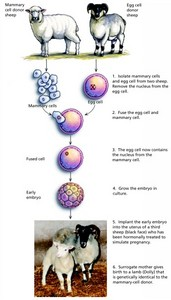 Mammary
cell donor
sheep
Egg cell
donor
sheep
Mammary cells
Egg cell
1. Isolate mammary cells
and egg cell from two sheep.
Remove the nucleus from
the egg cell.
2. Fuse the egg cell and
mammary cell.
Fused cell
3. The egg cell now contains
the nucleus from the
mammary cell.
Early
embryo
4. Grow the embryo in
culture.
5. Implant the early embryo
into the uterus of a third
sheep (black face) who has
been hormonally treated to
simulate pregnancy.
6. Surrogate mother gives
birth to a lamb (Dolly) that
is genetically identical to the
mammary-cell donor.